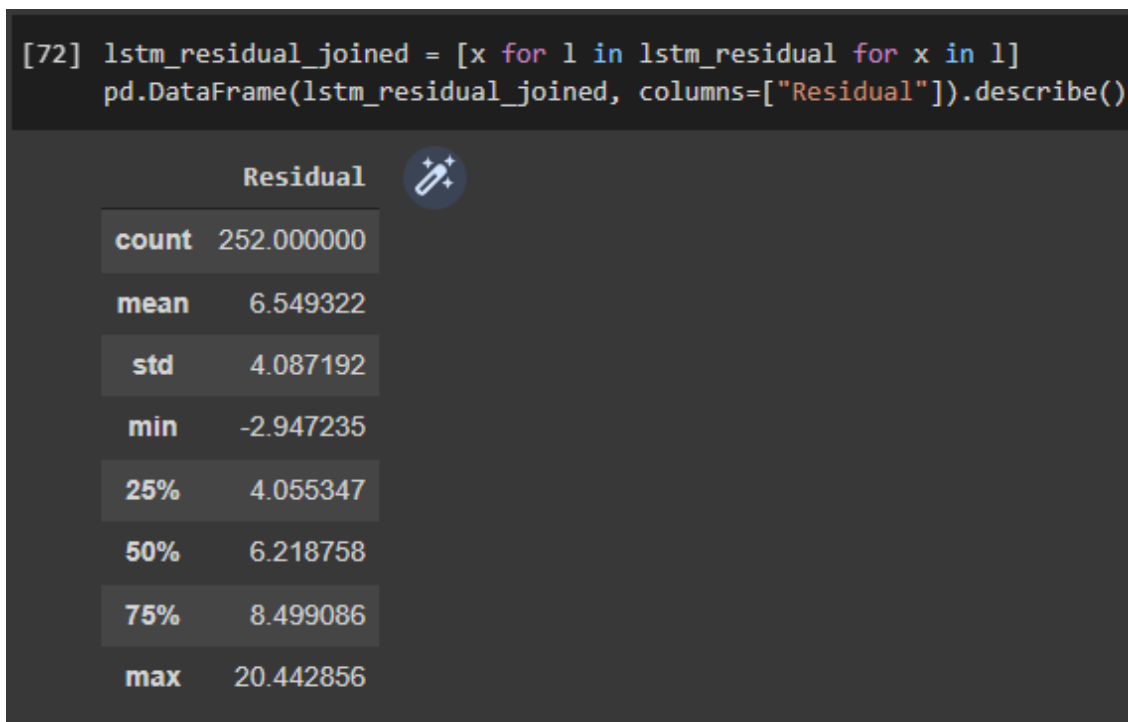 [72] lstm_residual_joined = [x for l in lstm_residual for x in l]
pd.DataFrame(lstm_residual_joined, columns=["Residual"]).describe()
Residual
count 252.000000
mean 6.549322
std 4.087192
min -2.947235
25% 4.055347
50% 6.218758
75% 8.499086
max 20.442856